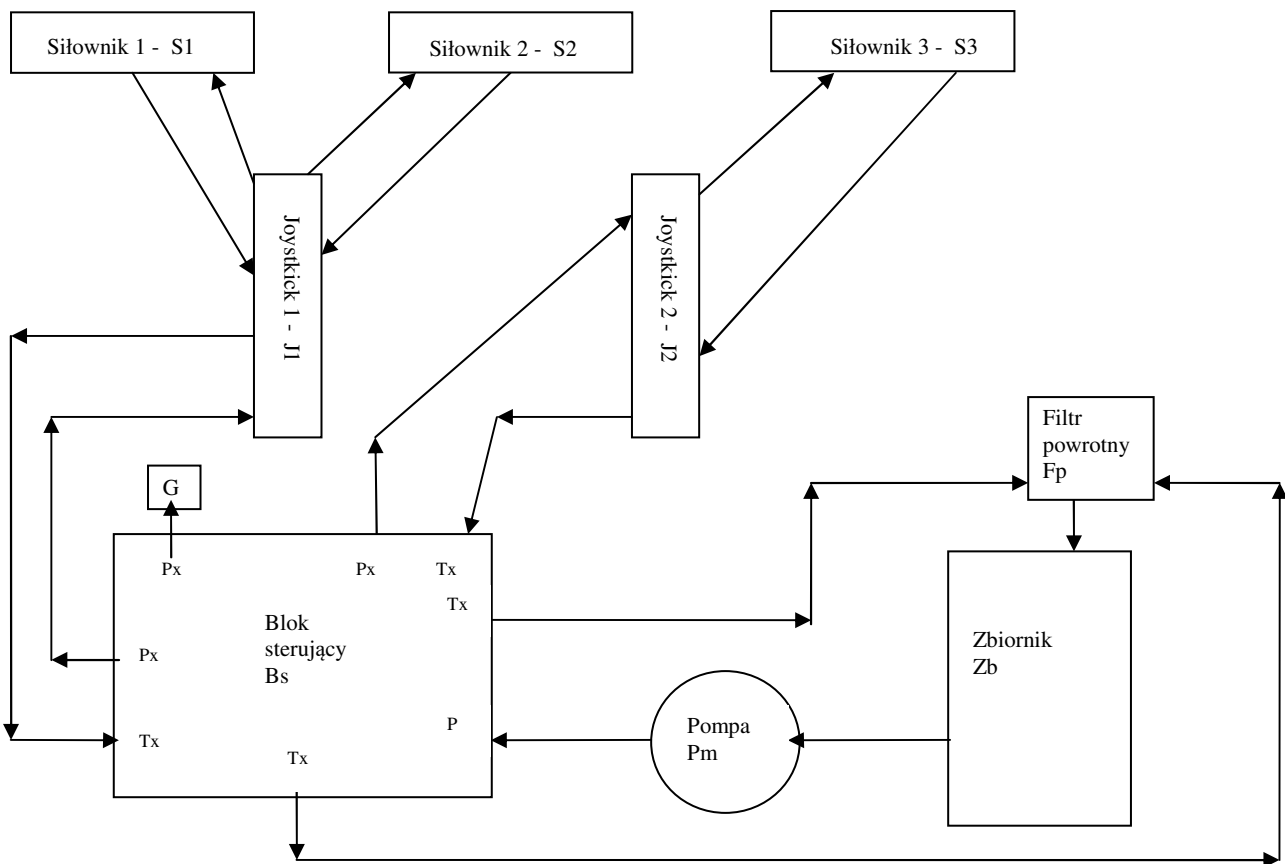 Siłownik 1 -  S1
Siłownik 2 -  S2
Siłownik 3 -  S3
Joystkick 1 -  J1
Joystkick 2 -  J2
Filtr
powrotny
Fp
G
Px
Px
Tx
Tx
Blok
sterujący
Bs
Px
Zbiornik
Zb
P
Pompa
Pm
Tx
Tx